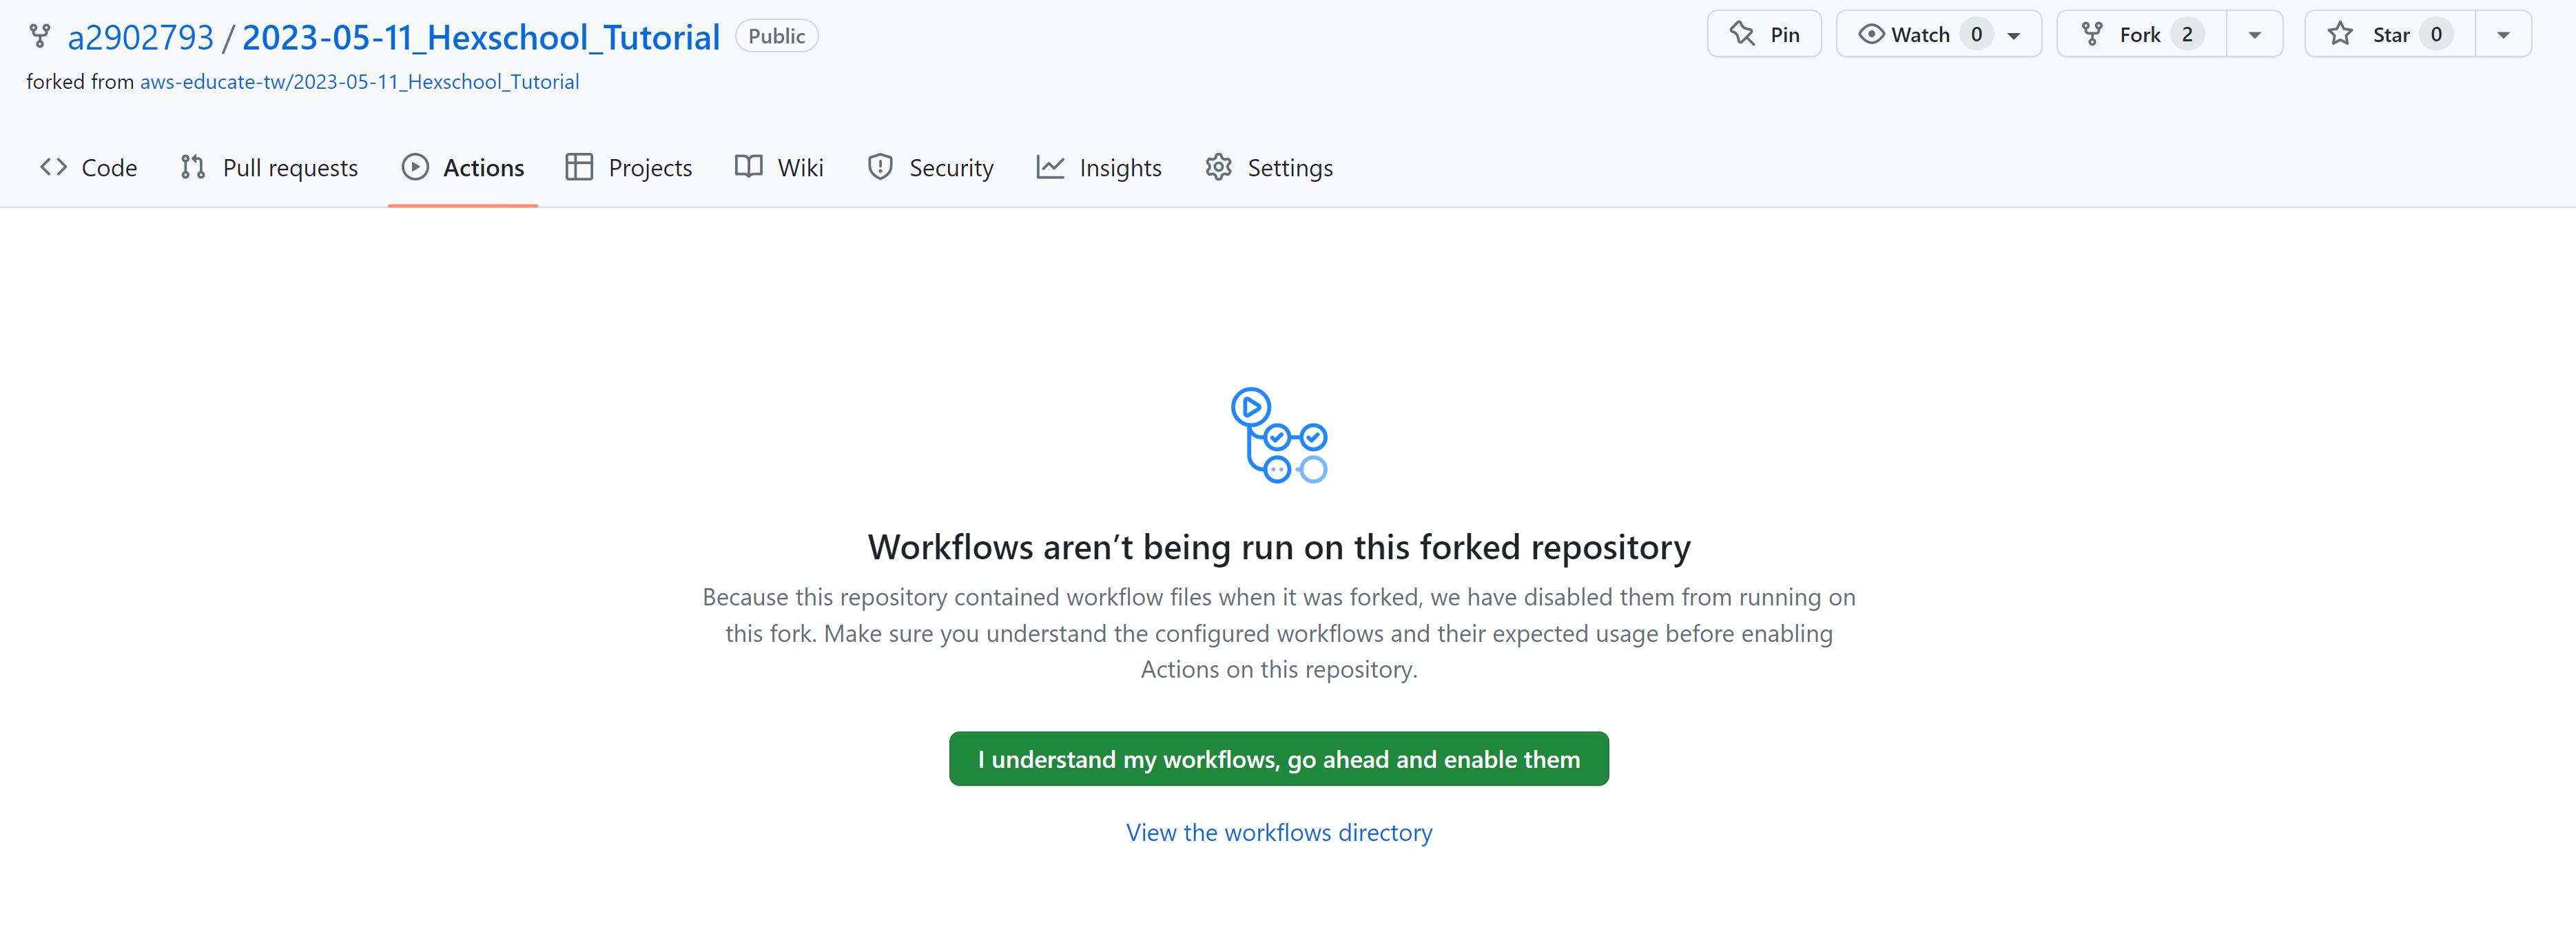 a2902793 / 2023-05-11_Hexschool_Tutorial Public Pin Watch 0 Fork 2 Star 0
forked from aws-educate-tw/2023-05-11_Hexschool_Tutorial
Code Pull requests Actions Projects Wiki Security Insights Settings
Workflows aren’t being run on this forked repository
Because this repository contained workflow files when it was forked, we have disabled them from running on
this fork. Make sure you understand the configured workflows and their expected usage before enabling
Actions on this repository.
I understand my workflows, go ahead and enable them
View the workflows directory